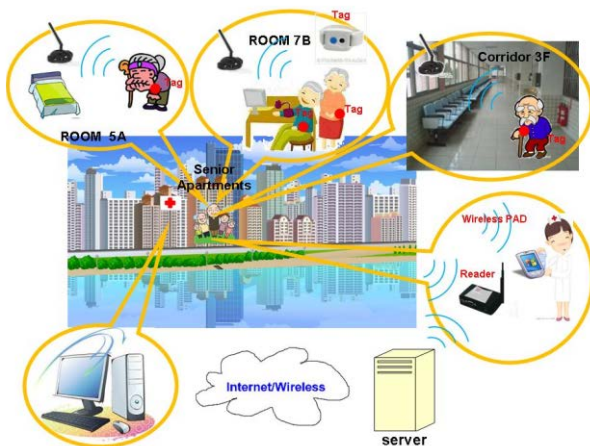 Tag
ROOM 7B
Corridor 3F
Tag
Tag
Tag
ROOM 5A
Senior
Apartments
Wireless PAD
Reader
Internet/Wireless
server